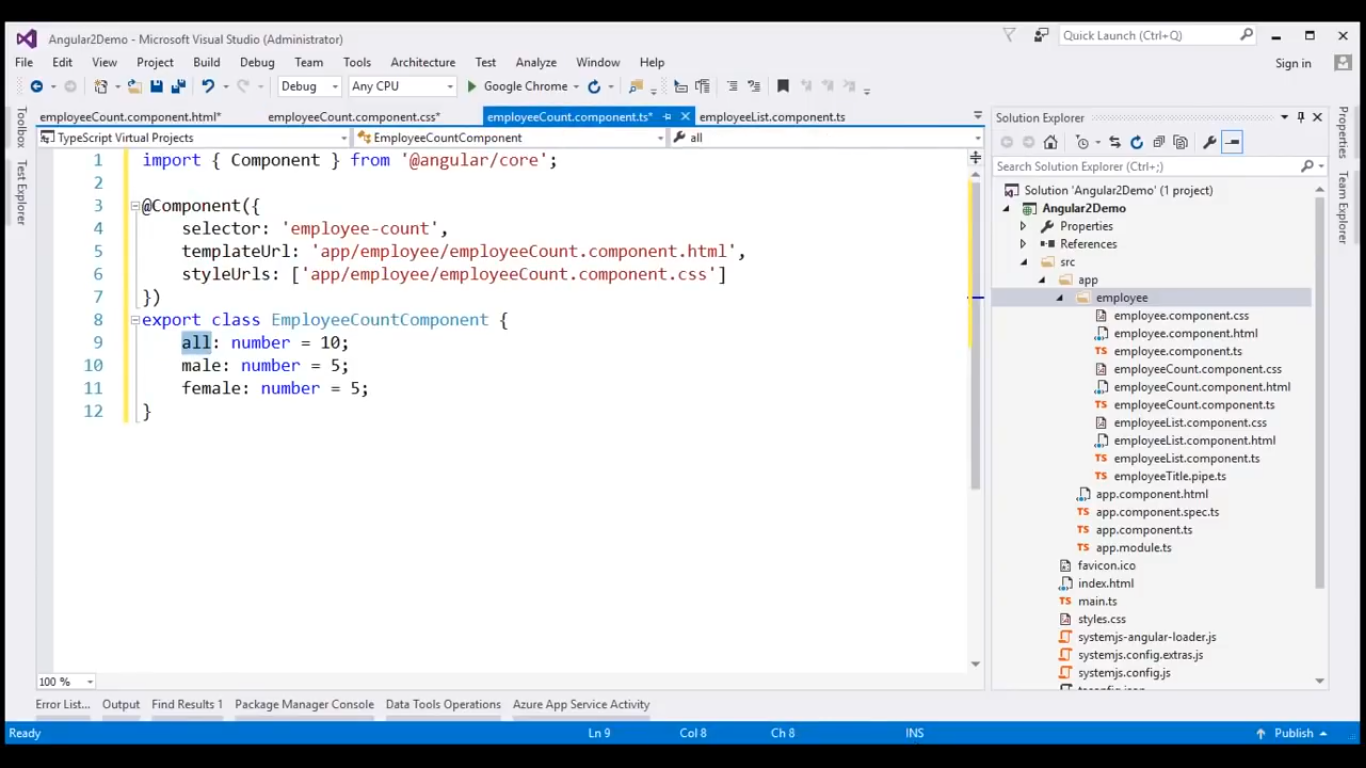 Angular2Demo - Microsoft Visual Studio (Administrator)
Quick Launch (Ctrl+Q)
File Edit View Project Build Debug Team Tools Architecture Test Analyze Window Help
Sign in
Debug Any CPU Google Chrome
employeeCount.component.html* employeeCount.component.css* employeeCount.component.ts* employeeList.component.ts
TypeScript Virtual Projects EmployeeCountComponent all
1 import { Component } from '@angular/core';
2
3 @Component({
4 selector: 'employee-count',
5 templateUrl: 'app/employee/employeeCount.component.html',
6 styleUrls: ['app/employee/employeeCount.component.css']
7 })
8 export class EmployeeCountComponent {
9 all: number = 10;
10 male: number = 5;
11 female: number = 5;
12 }
100 %
Toolbox
Test Explorer
Solution Explorer
Search Solution Explorer (Ctrl+;)
Solution 'Angular2Demo' (1 project)
Angular2Demo
Properties
References
src
app
employee
employee.component.css
employee.component.html
TS employee.component.ts
employeeCount.component.css
employeeCount.component.html
TS employeeCount.component.ts
employeeList.component.css
employeeList.component.html
TS employeeList.component.ts
TS employeeTitle.pipe.ts
app.component.html
TS app.component.spec.ts
TS app.component.ts
TS app.module.ts
favicon.ico
index.html
TS main.ts
styles.css
systemjs-angular-loader.js
systemjs.config.extras.js
systemjs.config.js
Properties
Team Explorer
Error List... Output Find Results 1 Package Manager Console Data Tools Operations Azure App Service Activity
Ready Ln 9 Col 8 Ch 8 INS Publish